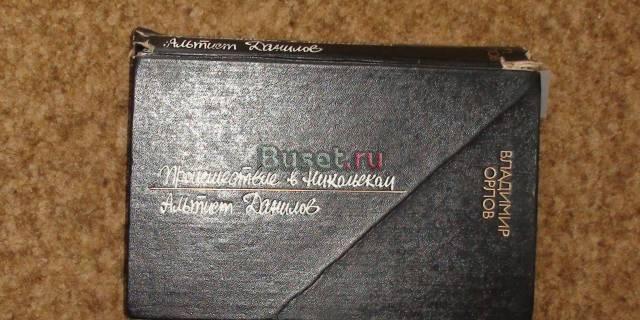 Альтист Данилов
Buset.ru
Происшествие в Никольском
Альтист Данилов
ВЛАДИМИР
ОРЛОВ